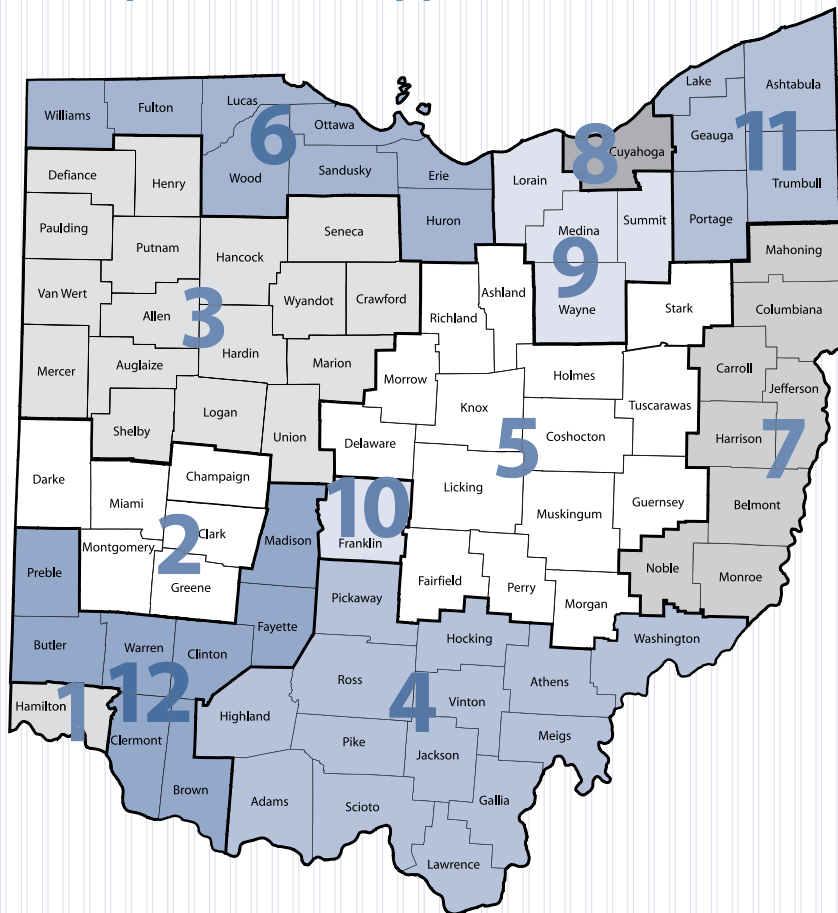 Lake
Ashtabula
Williams
Fulton
Lucas
Ottawa
6
Geauga
11
8
Cuyahoga
Wood
Sandusky
Erie
Lorain
Trumbull
Defiance
Henry
Huron
Medina
Summit
Portage
Paulding
Putnam
Hancock
Seneca
9
Mahoning
Van Wert
Allen
3
Wyandot
Crawford
Richland
Ashland
Wayne
Stark
Columbiana
Mercer
Auglaize
Hardin
Marion
Morrow
Holmes
Carroll
Jefferson
Shelby
Logan
Union
Delaware
Knox
Coshocton
Tuscarawas
Harrison
7
Darke
Miami
Champaign
Licking
5
Muskingum
Guernsey
Belmont
Montgomery
2
Clark
Madison
10
Franklin
Preble
Greene
Fairfield
Perry
Morgan
Noble
Monroe
Butler
Warren
Clinton
Fayette
Pickaway
Hocking
Athens
Washington
Hamilton
1
12
Highland
Ross
4
Vinton
Meigs
Clermont
Brown
Pike
Jackson
Adams
Scioto
Gallia
Lawrence